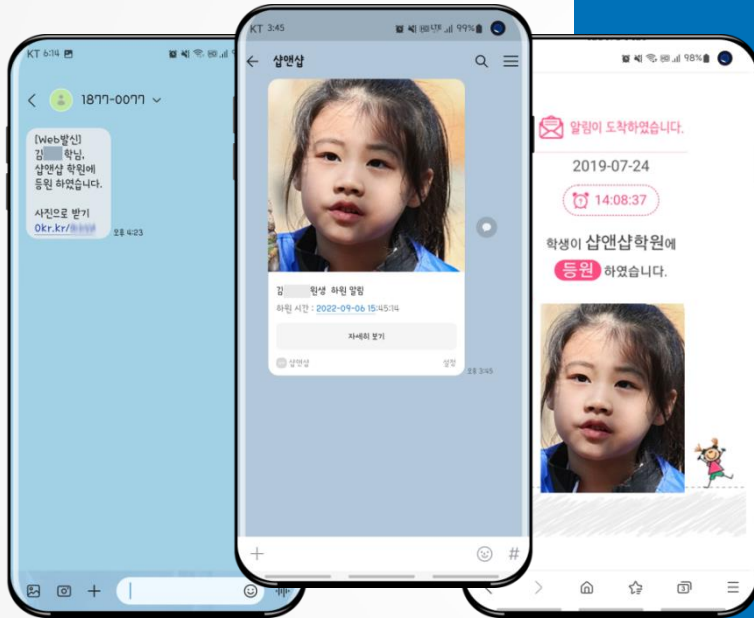 KT 6:14
1877-0077
[Web발신]
김 학님,
샵앤샵 학원에
등원 하였습니다.
사진으로 받기
0kr.kr/
오후 4:23
KT 3:45
LTE
99%
샵앤샵
김 원생 하원 알림
하원 시간 : 2022-09-06 15:45:14
자세히 보기
샵앤샵
설정
오후 3:45
#
98%
알림이 도착하였습니다.
2019-07-24
14:08:37
학생이 샵앤샵학원에
등원 하였습니다.
3